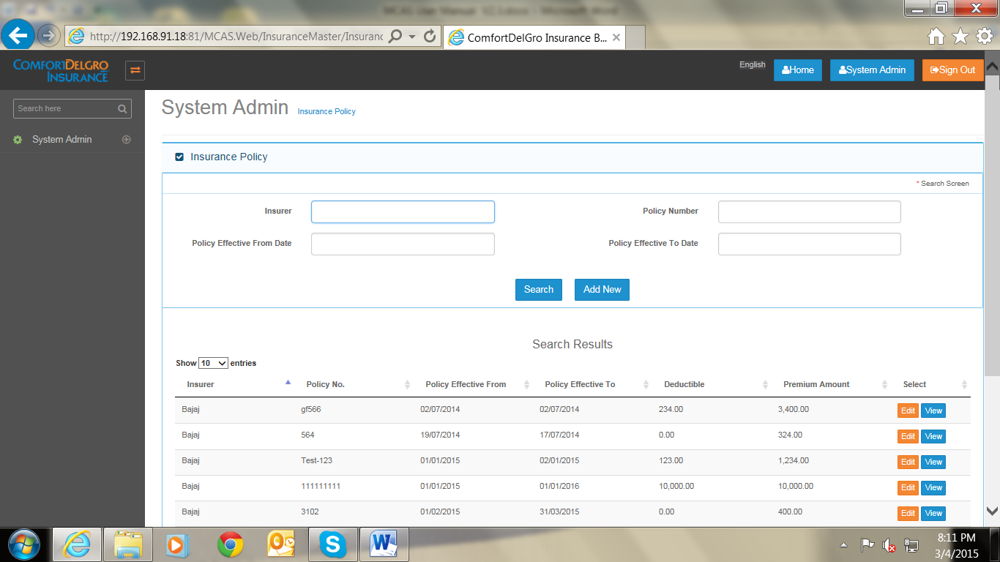 MCAS User Manual V2.3.docx - Microsoft Word
http://192.168.91.18:81/MCAS.Web/InsuranceMaster/Insuranc
ComfortDelGro Insurance B...
COMFORTDELGRO
INSURANCE
English
Home
System Admin
Sign Out
Search here
System Admin
System Admin Insurance Policy
Insurance Policy
* Search Screen
Insurer
Policy Number
Policy Effective From Date
Policy Effective To Date
Search
Add New
Search Results
Show 10 entries
Insurer Policy No. Policy Effective From Policy Effective To Deductible Premium Amount Select
Bajaj gf566 02/07/2014 02/07/2014 234.00 3,400.00 Edit View
Bajaj 564 19/07/2014 17/07/2014 0.00 324.00 Edit View
Bajaj Test-123 01/01/2015 02/01/2015 123.00 1,234.00 Edit View
Bajaj 111111111 01/01/2015 01/01/2016 10,000.00 10,000.00 Edit View
Bajaj 3102 01/02/2015 31/03/2015 0.00 400.00 Edit View
8:11 PM
3/4/2015